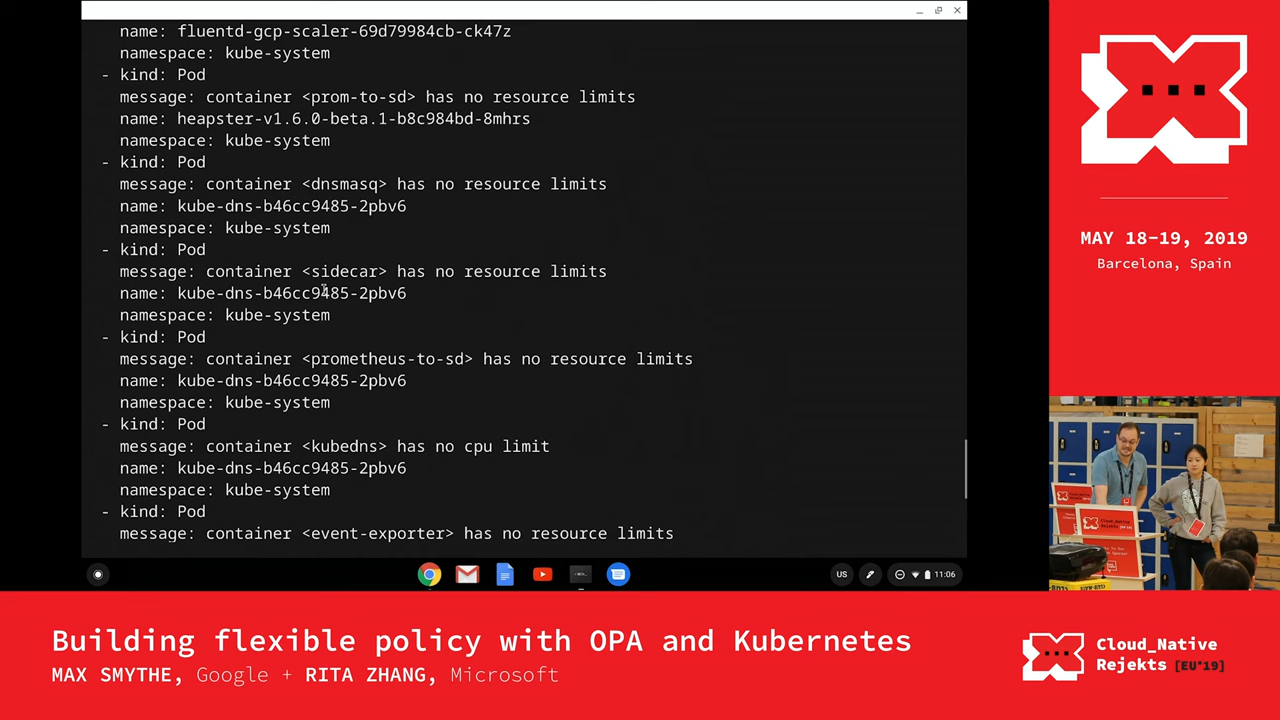 name: fluentd-gcp-scaler-69d79984cb-ck47z
namespace: kube-system
- kind: Pod
message: container <prom-to-sd> has no resource limits
name: heapster-v1.6.0-beta.1-b8c984bd-8mhrs
namespace: kube-system
- kind: Pod
message: container <dnsmasq> has no resource limits
name: kube-dns-b46cc9485-2pbv6
namespace: kube-system
- kind: Pod
message: container <sidecar> has no resource limits
name: kube-dns-b46cc9485-2pbv6
namespace: kube-system
- kind: Pod
message: container <prometheus-to-sd> has no resource limits
name: kube-dns-b46cc9485-2pbv6
namespace: kube-system
- kind: Pod
message: container <kubedns> has no cpu limit
name: kube-dns-b46cc9485-2pbv6
namespace: kube-system
- kind: Pod
message: container <event-exporter> has no resource limits
US
11:06
MAY 18-19, 2019
Barcelona, Spain
Building flexible policy with OPA and Kubernetes
MAX SMYTHE, Google + RITA ZHANG, Microsoft
Cloud_Native
Rejekts [EU'19]